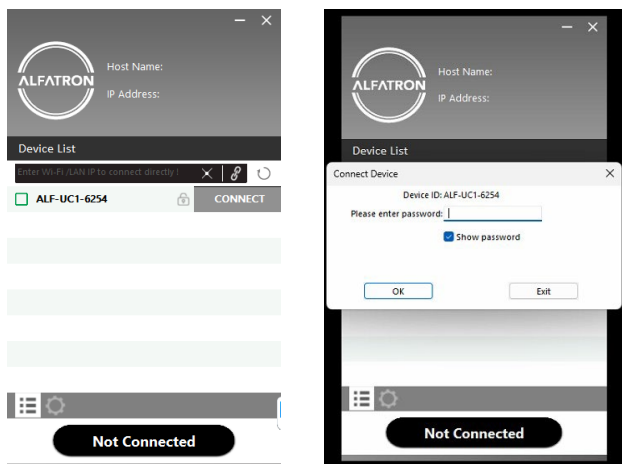 ALFATRON
Host Name:
IP Address:
Device List
Enter Wi-Fi /LAN IP to connect directly !
ALF-UC1-6254
CONNECT
Not Connected
ALFATRON
Host Name:
IP Address:
Device List
Connect Device
Device ID: ALF-UC1-6254
Please enter password:
Show password
OK
Exit
Not Connected